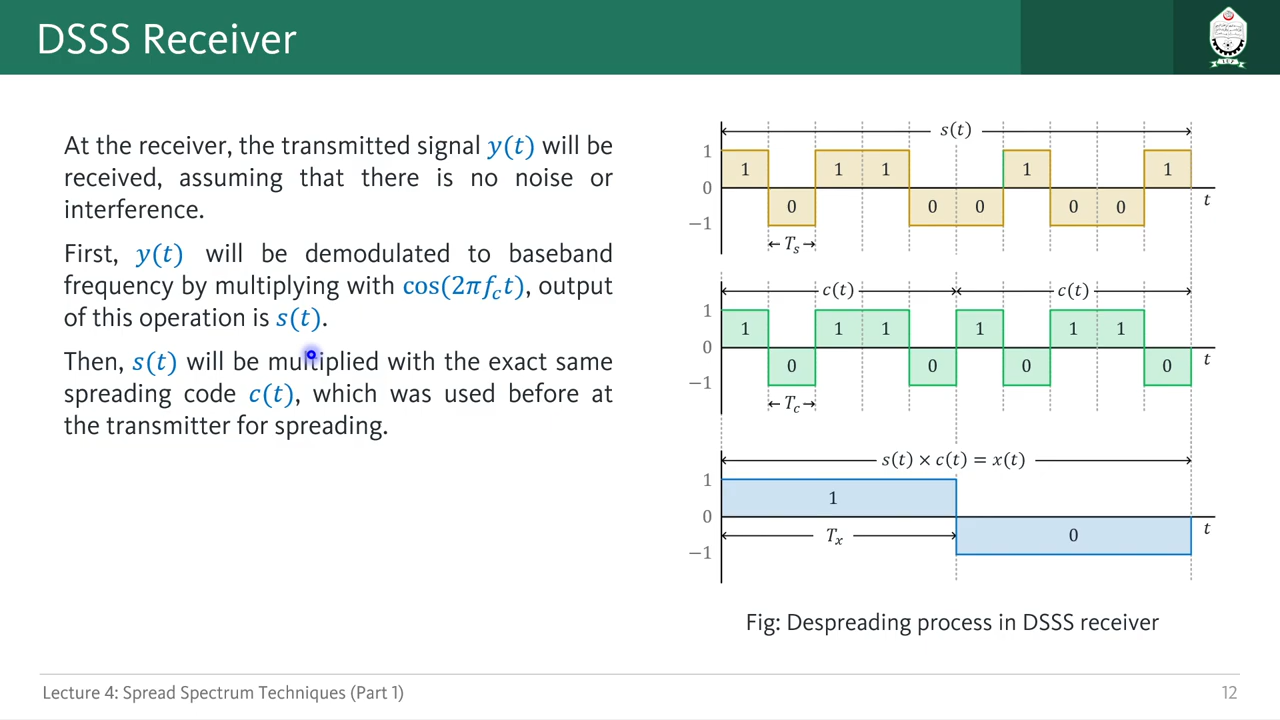 DSSS Receiver
At the receiver, the transmitted signal y(t) will be
received, assuming that there is no noise or
interference.
First, y(t) will be demodulated to baseband
frequency by multiplying with cos(2πf_c t), output
of this operation is s(t).
Then, s(t) will be multiplied with the exact same
spreading code c(t), which was used before at
the transmitter for spreading.
s(t)
1
0
−1
1 0 1 1 0 0 1 0 0 1
T_s
t
c(t) c(t)
1
0
−1
1 0 1 1 0 1 0 1 1 0
T_c
t
s(t) × c(t) = x(t)
1
0
−1
1 0
T_x
t
Fig: Despreading process in DSSS receiver
Lecture 4: Spread Spectrum Techniques (Part 1)
12